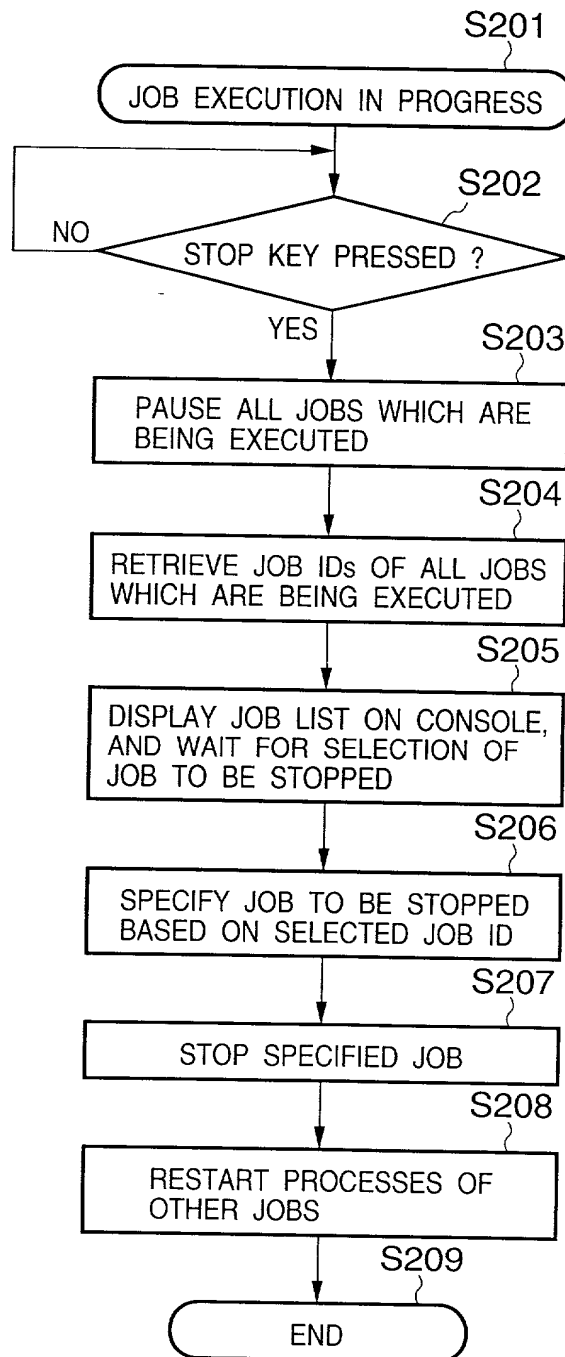 S201
JOB EXECUTION IN PROGRESS
S202
NO
STOP KEY PRESSED ?
YES
S203
PAUSE ALL JOBS WHICH ARE
BEING EXECUTED
S204
RETRIEVE JOB IDs OF ALL JOBS
WHICH ARE BEING EXECUTED
S205
DISPLAY JOB LIST ON CONSOLE,
AND WAIT FOR SELECTION OF
JOB TO BE STOPPED
S206
SPECIFY JOB TO BE STOPPED
BASED ON SELECTED JOB ID
S207
STOP SPECIFIED JOB
S208
RESTART PROCESSES OF
OTHER JOBS
S209
END